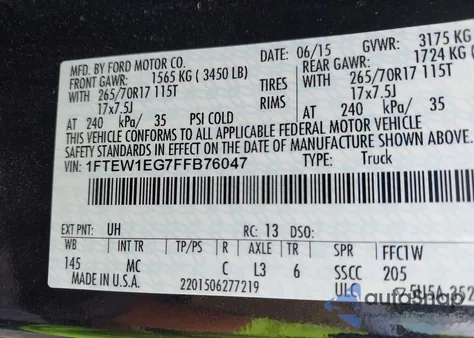 MFD. BY FORD MOTOR CO.
DATE: 06/15 GVWR: 3175 KG
FRONT GAWR: 1565 KG ( 3450 LB) REAR GAWR: 1724 KG
WITH 265/70R17 115T TIRES WITH 265/70R17 115T
17x7.5J RIMS 17x7.5J
AT 240 kPa/ 35 PSI COLD AT 240 kPa/ 35
THIS VEHICLE CONFORMS TO ALL APPLICABLE FEDERAL MOTOR VEHICLE
SAFETY STANDARDS IN EFFECT ON THE DATE OF MANUFACTURE SHOWN
VIN: 1FTEW1EG7FFB76047 TYPE: Truck
EXT PNT: UH RC: 13 DSO:
WB INT TR TP/PS R AXLE TR SPR FFC1W
145 MC C L3 6 SSCC 205
MADE IN U.S.A. 2201506277219 ULC
autoShop